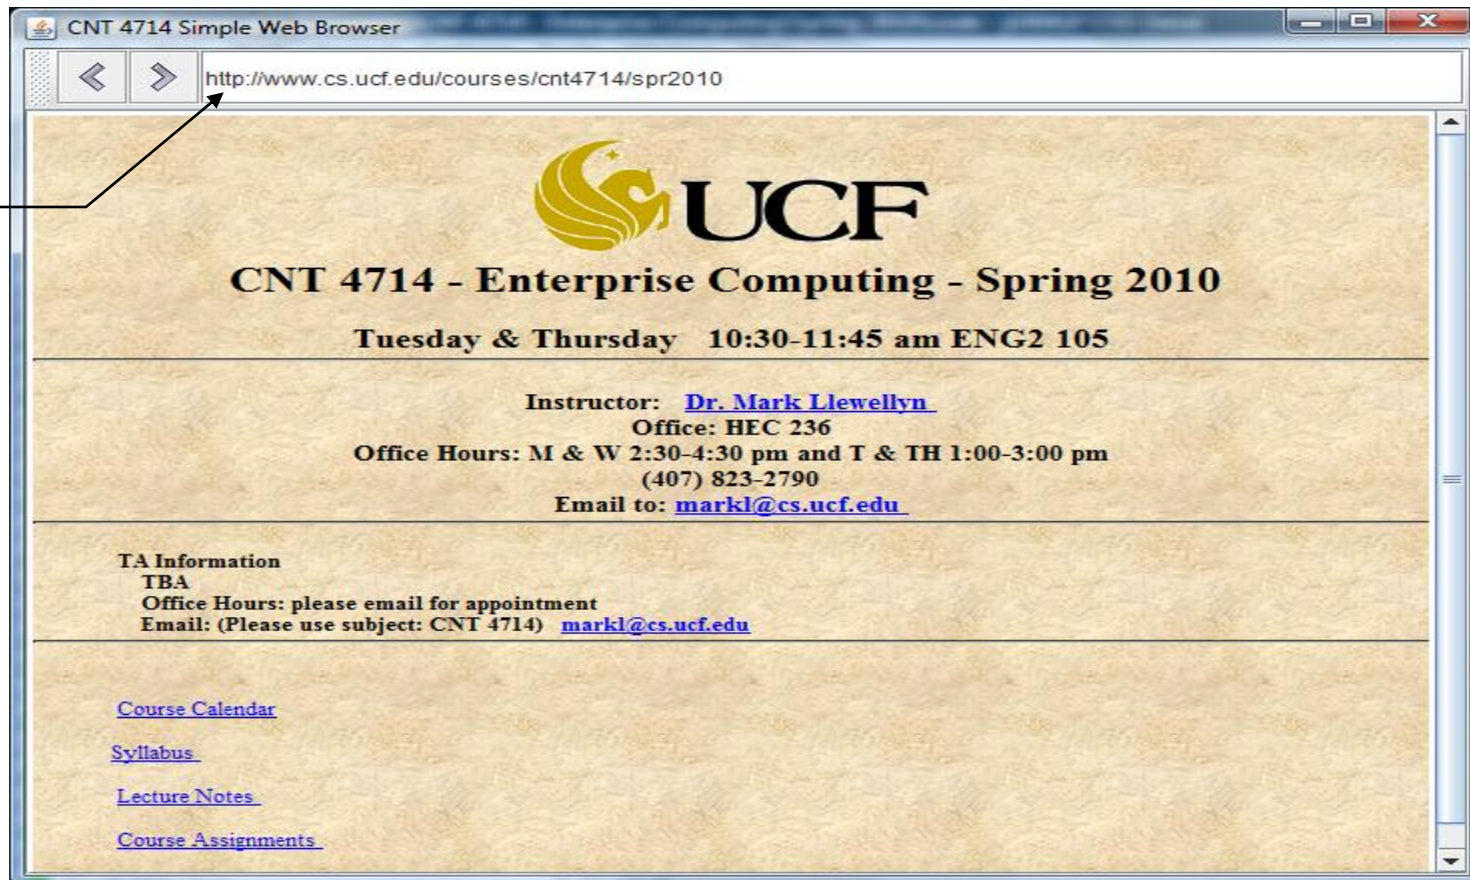 CNT 4714 Simple Web Browser
http://www.cs.ucf.edu/courses/cnt4714/spr2010
UCF
CNT 4714 - Enterprise Computing - Spring 2010
Tuesday & Thursday 10:30-11:45 am ENG2 105
Instructor: Dr. Mark Llewellyn
Office: HEC 236
Office Hours: M & W 2:30-4:30 pm and T & TH 1:00-3:00 pm
(407) 823-2790
Email to: markl@cs.ucf.edu
TA Information
TBA
Office Hours: please email for appointment
Email: (Please use subject: CNT 4714) markl@cs.ucf.edu
Course Calendar
Syllabus
Lecture Notes
Course Assignments